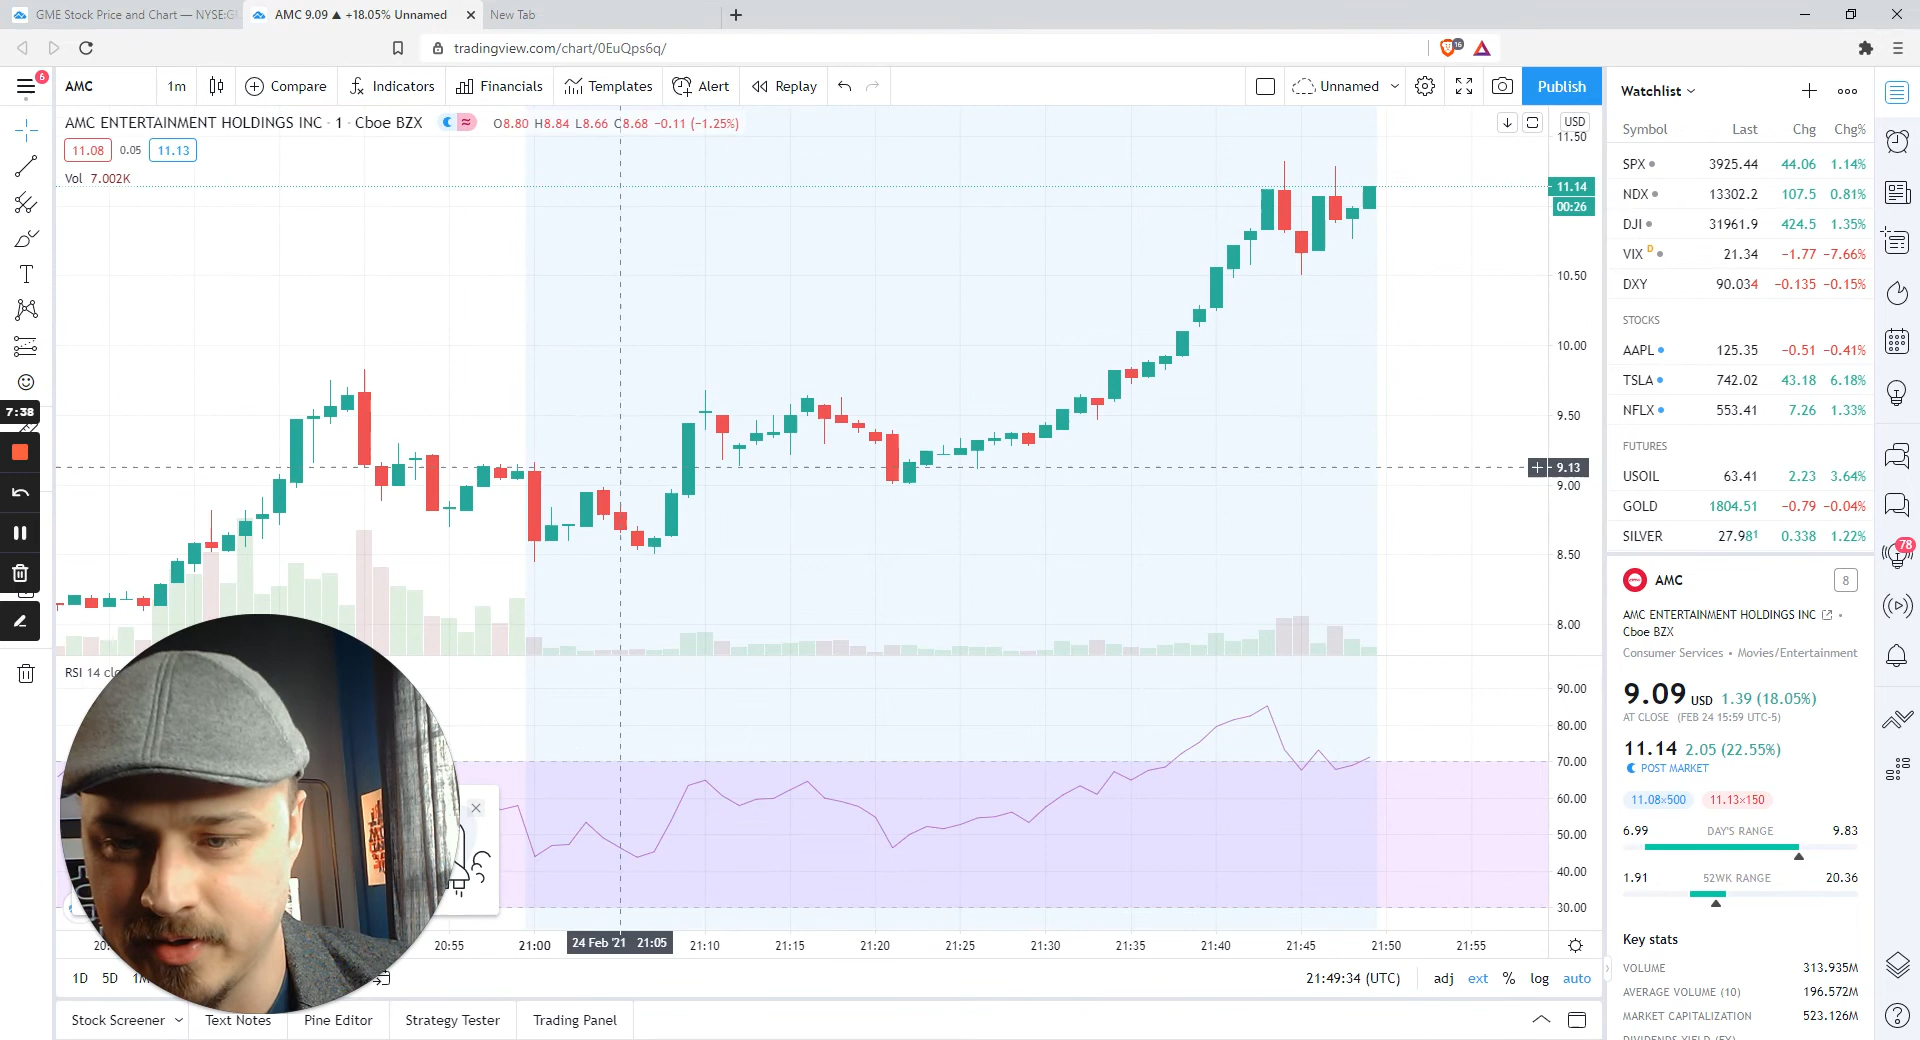 GME Stock Price and Chart — NYSE:G
AMC 9.09 ▲ +18.05% Unnamed
New Tab
tradingview.com/chart/0EuQps6q/
16
6
AMC
1m
Compare
Indicators
Financials
Templates
Alert
Replay
Unnamed
Publish
AMC ENTERTAINMENT HOLDINGS INC · 1 · Cboe BZX
O8.80 H8.84 L8.66 C8.68 −0.11 (−1.25%)
11.08 0.05 11.13
Vol 7.002K
USD
11.50
11.14
00:26
10.50
10.00
9.50
9.13
9.00
8.50
8.00
7:38
RSI 14 clo
90.00
80.00
70.00
60.00
50.00
40.00
30.00
20:55
21:00
24 Feb '21 21:05
21:10
21:15
21:20
21:25
21:30
21:35
21:40
21:45
21:50
21:55
1D 5D 1M
21:49:34 (UTC)
adj ext % log auto
Stock Screener
Text Notes
Pine Editor
Strategy Tester
Trading Panel
Watchlist
Symbol Last Chg Chg%
SPX 3925.44 44.06 1.14%
NDX 13302.2 107.5 0.81%
DJI 31961.9 424.5 1.35%
VIX D 21.34 −1.77 −7.66%
DXY 90.034 −0.135 −0.15%
STOCKS
AAPL 125.35 −0.51 −0.41%
TSLA 742.02 43.18 6.18%
NFLX 553.41 7.26 1.33%
FUTURES
USOIL 63.41 2.23 3.64%
GOLD 1804.51 −0.79 −0.04%
SILVER 27.981 0.338 1.22%
78
AMC
8
AMC ENTERTAINMENT HOLDINGS INC ·
Cboe BZX
Consumer Services • Movies/Entertainment
9.09 USD 1.39 (18.05%)
AT CLOSE (FEB 24 15:59 UTC-5)
11.14 2.05 (22.55%)
POST MARKET
11.08×500 11.13×150
6.99 DAY'S RANGE 9.83
1.91 52WK RANGE 20.36
Key stats
VOLUME 313.935M
AVERAGE VOLUME (10) 196.572M
MARKET CAPITALIZATION 523.126M